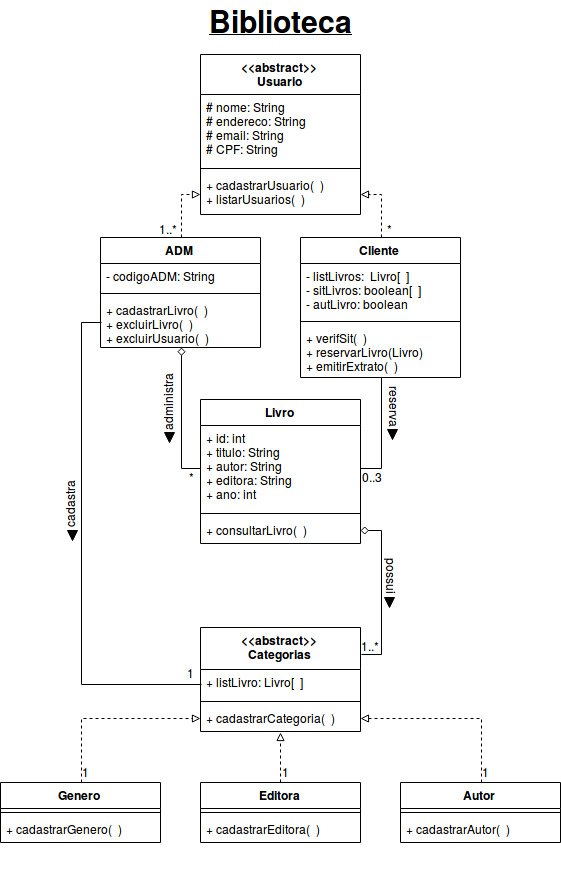 Biblioteca
<<abstract>>
Usuario
# nome: String
# endereco: String
# email: String
# CPF: String
+ cadastrarUsuario( )
+ listarUsuarios( )
1..*
*
ADM
- codigoADM: String
+ cadastrarLivro( )
+ excluirLivro( )
+ excluirUsuario( )
Cliente
- listLivros: Livro[ ]
- sitLivros: boolean[ ]
- autLivro: boolean
+ verifSit( )
+ reservarLivro(Livro)
+ emitirExtrato( )
administra
reserva
Livro
+ id: int
+ titulo: String
+ autor: String
+ editora: String
+ ano: int
+ consultarLivro( )
*
0..3
cadastra
possui
<<abstract>>
Categorias
+ listLivro: Livro[ ]
+ cadastrarCategoria( )
1..*
1
1
1
1
Genero
+ cadastrarGenero( )
Editora
+ cadastrarEditora( )
Autor
+ cadastrarAutor( )